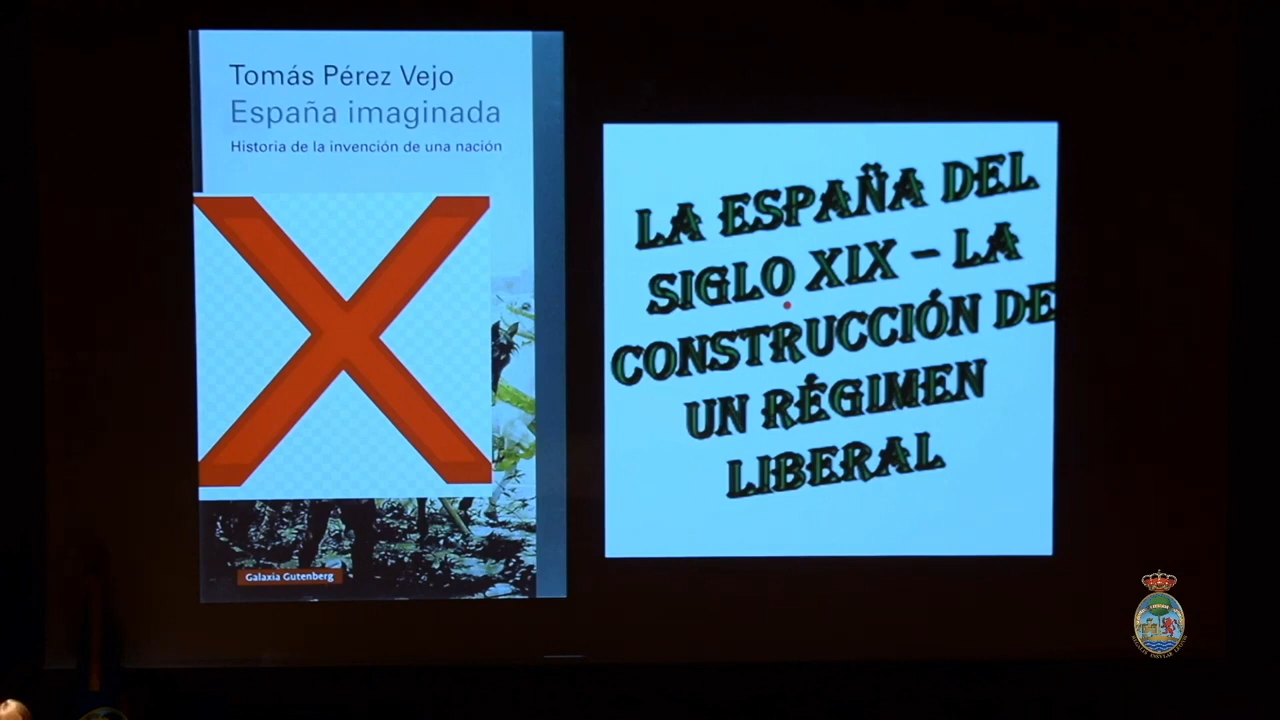 Tomás Pérez Vejo
España imaginada
Historia de la invención de una nación
Galaxia Gutenberg
LA ESPAÑA DEL
SIGLO XIX – LA
CONSTRUCCIÓN DE
UN RÉGIMEN
LIBERAL